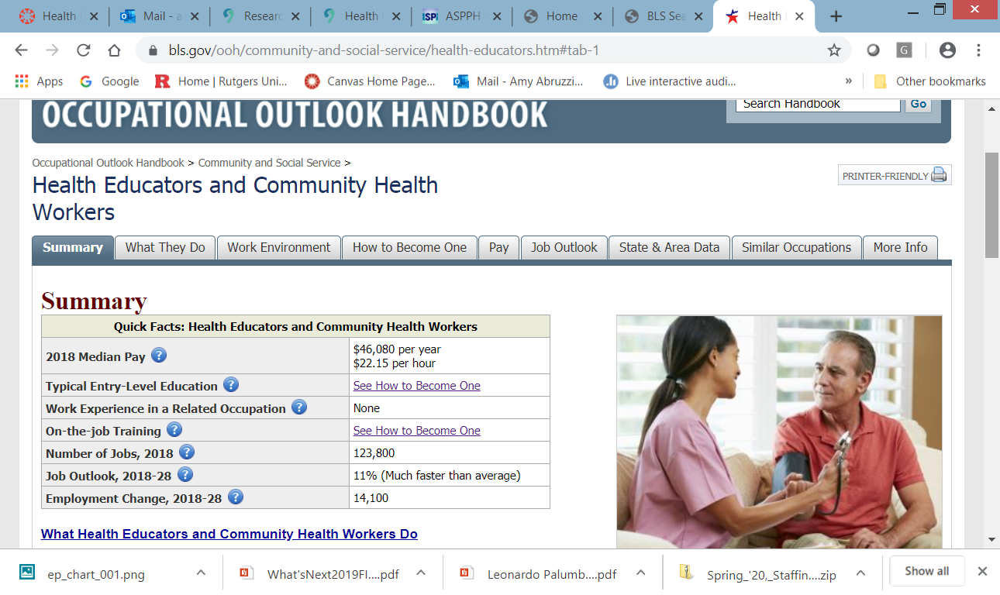 Health
Mail - a
Researc
Health
ISPI ASPPH
Home
BLS Sea
Health
bls.gov/ooh/community-and-social-service/health-educators.htm#tab-1
G
Apps
G Google
R Home | Rutgers Uni...
Canvas Home Page...
Mail - Amy Abruzzi...
Live interactive audi...
»
Other bookmarks
OCCUPATIONAL OUTLOOK HANDBOOK
Search Handbook
Go
Occupational Outlook Handbook > Community and Social Service >
PRINTER-FRIENDLY
Health Educators and Community Health
Workers
Summary
What They Do
Work Environment
How to Become One
Pay
Job Outlook
State & Area Data
Similar Occupations
More Info
Summary
Quick Facts: Health Educators and Community Health Workers
2018 Median Pay ?
$46,080 per year
$22.15 per hour
Typical Entry-Level Education ?
See How to Become One
Work Experience in a Related Occupation ?
None
On-the-job Training ?
See How to Become One
Number of Jobs, 2018 ?
123,800
Job Outlook, 2018-28 ?
11% (Much faster than average)
Employment Change, 2018-28 ?
14,100
What Health Educators and Community Health Workers Do
ep_chart_001.png
What'sNext2019FI....pdf
Leonardo Palumb....pdf
Spring_'20,_Staffin....zip
Show all